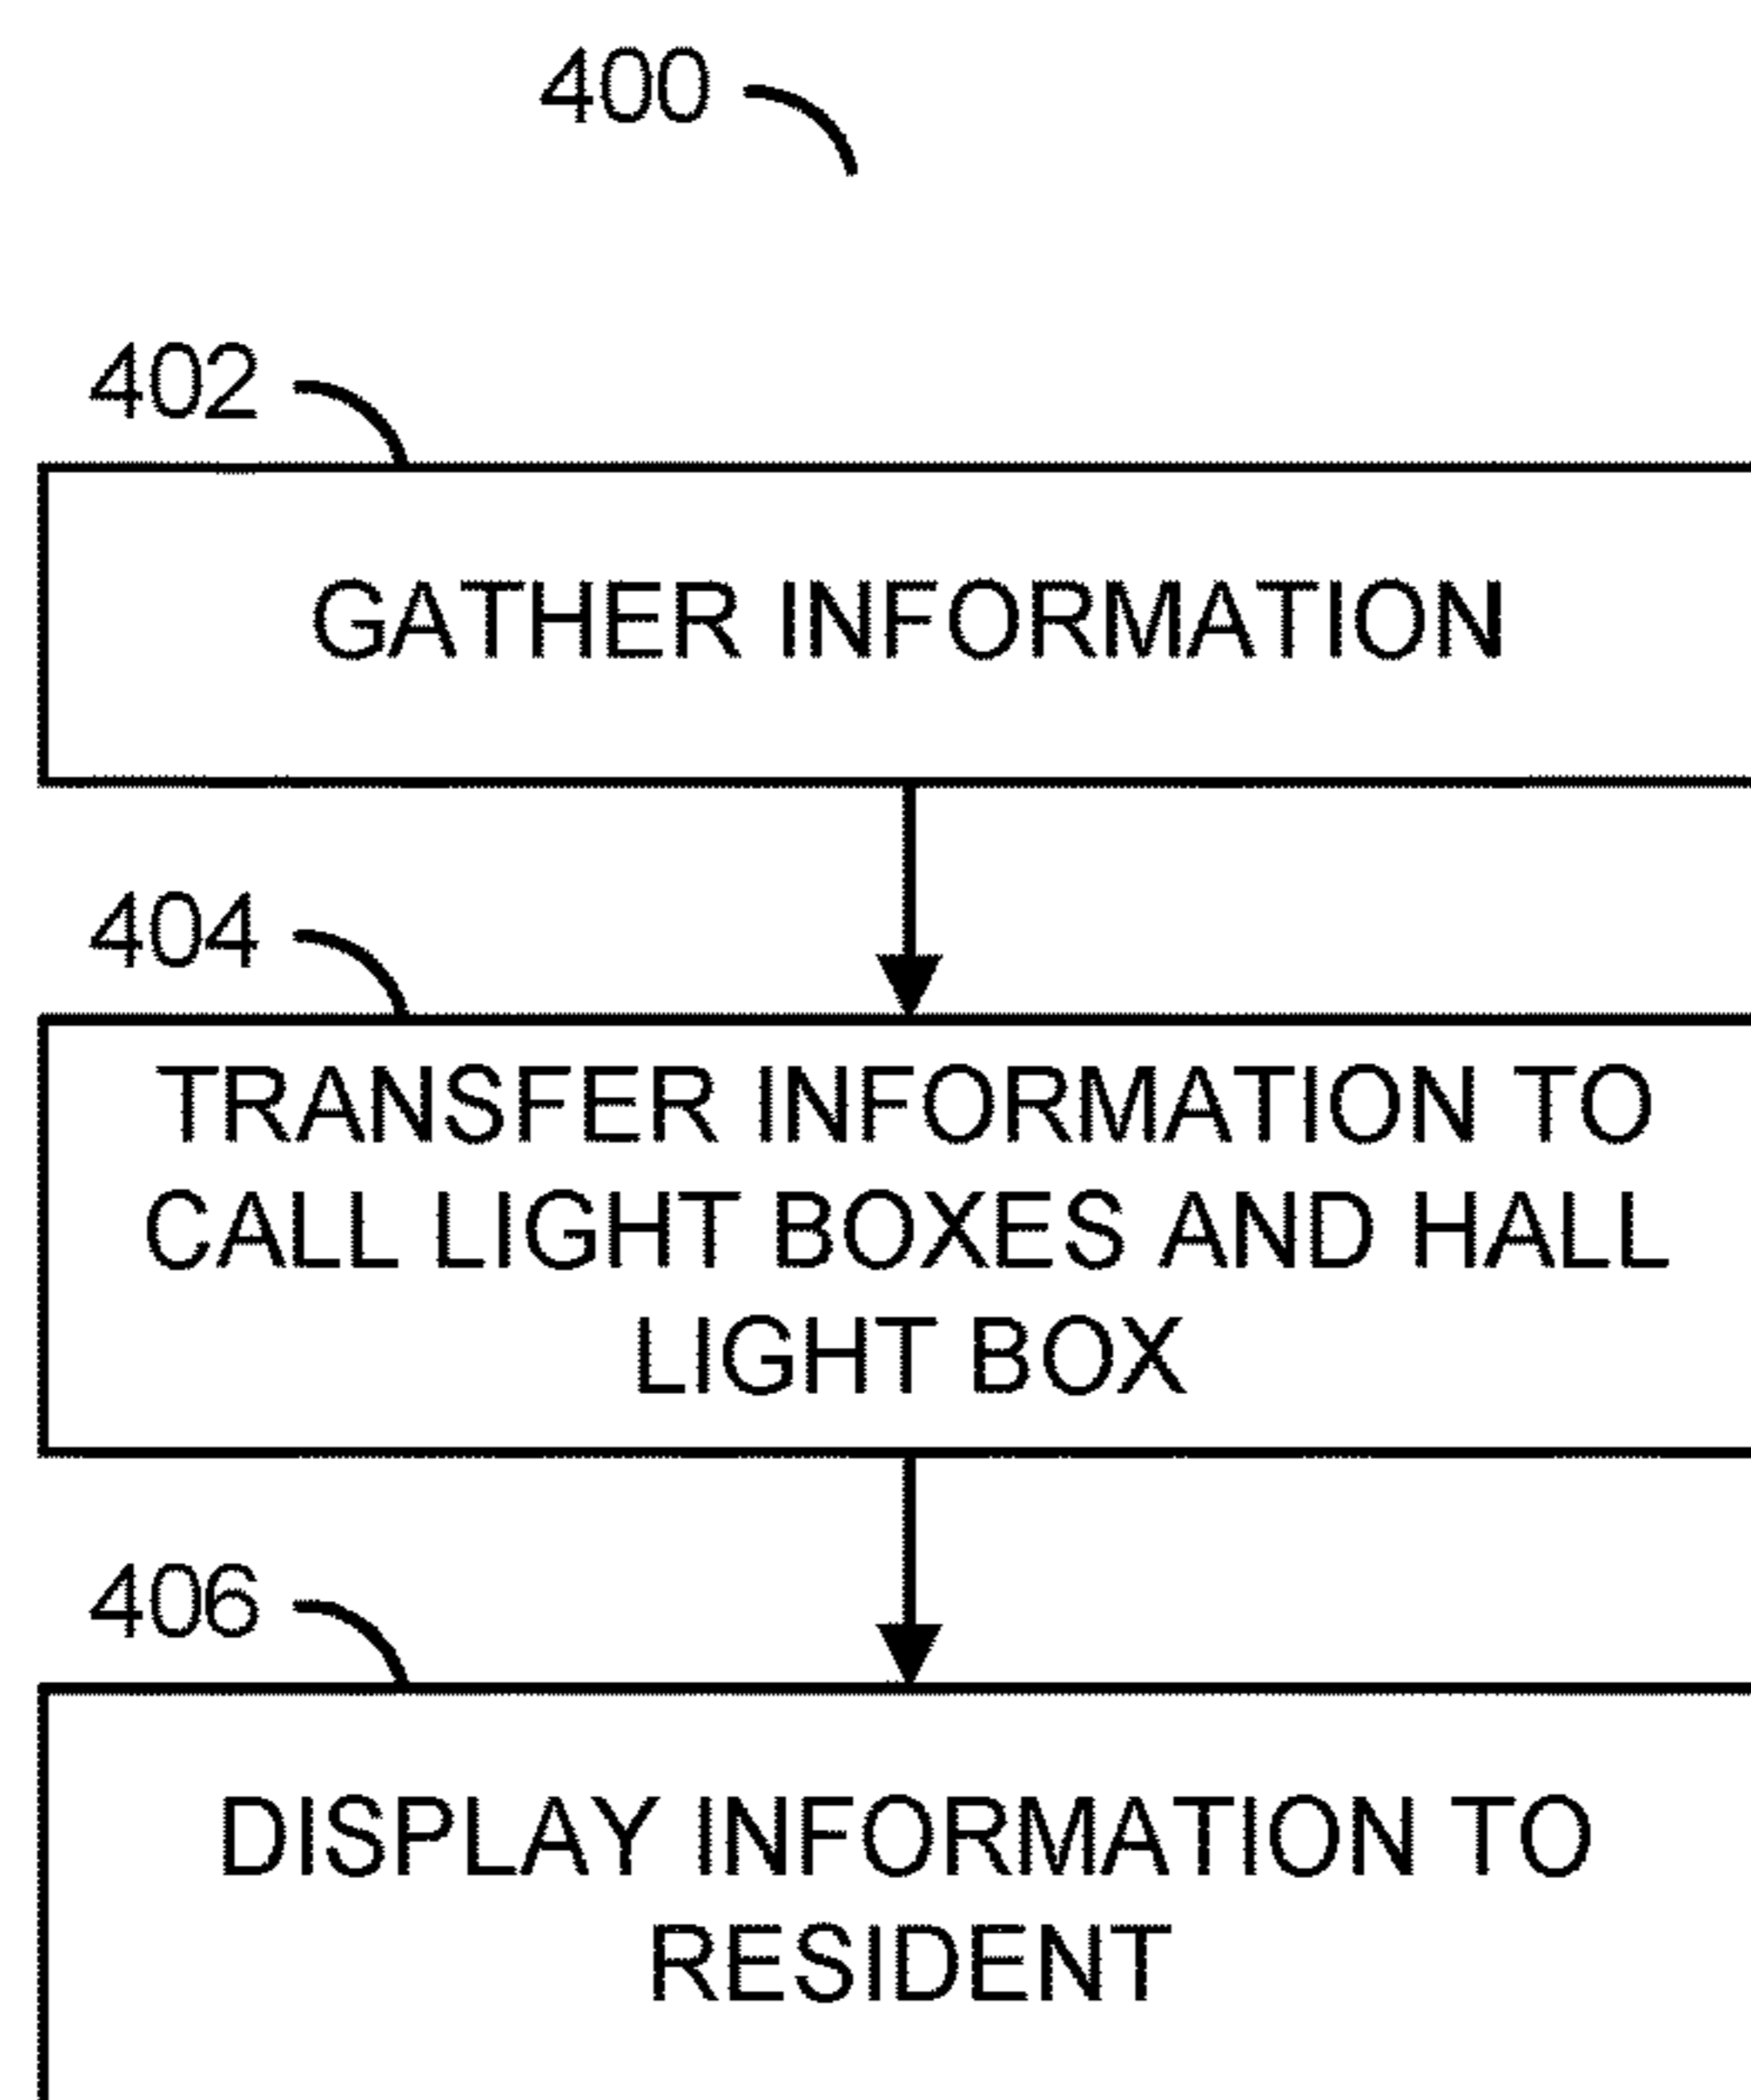 400
402
GATHER INFORMATION
404
TRANSFER INFORMATION TO
CALL LIGHT BOXES AND HALL
LIGHT BOX
406
DISPLAY INFORMATION TO
RESIDENT